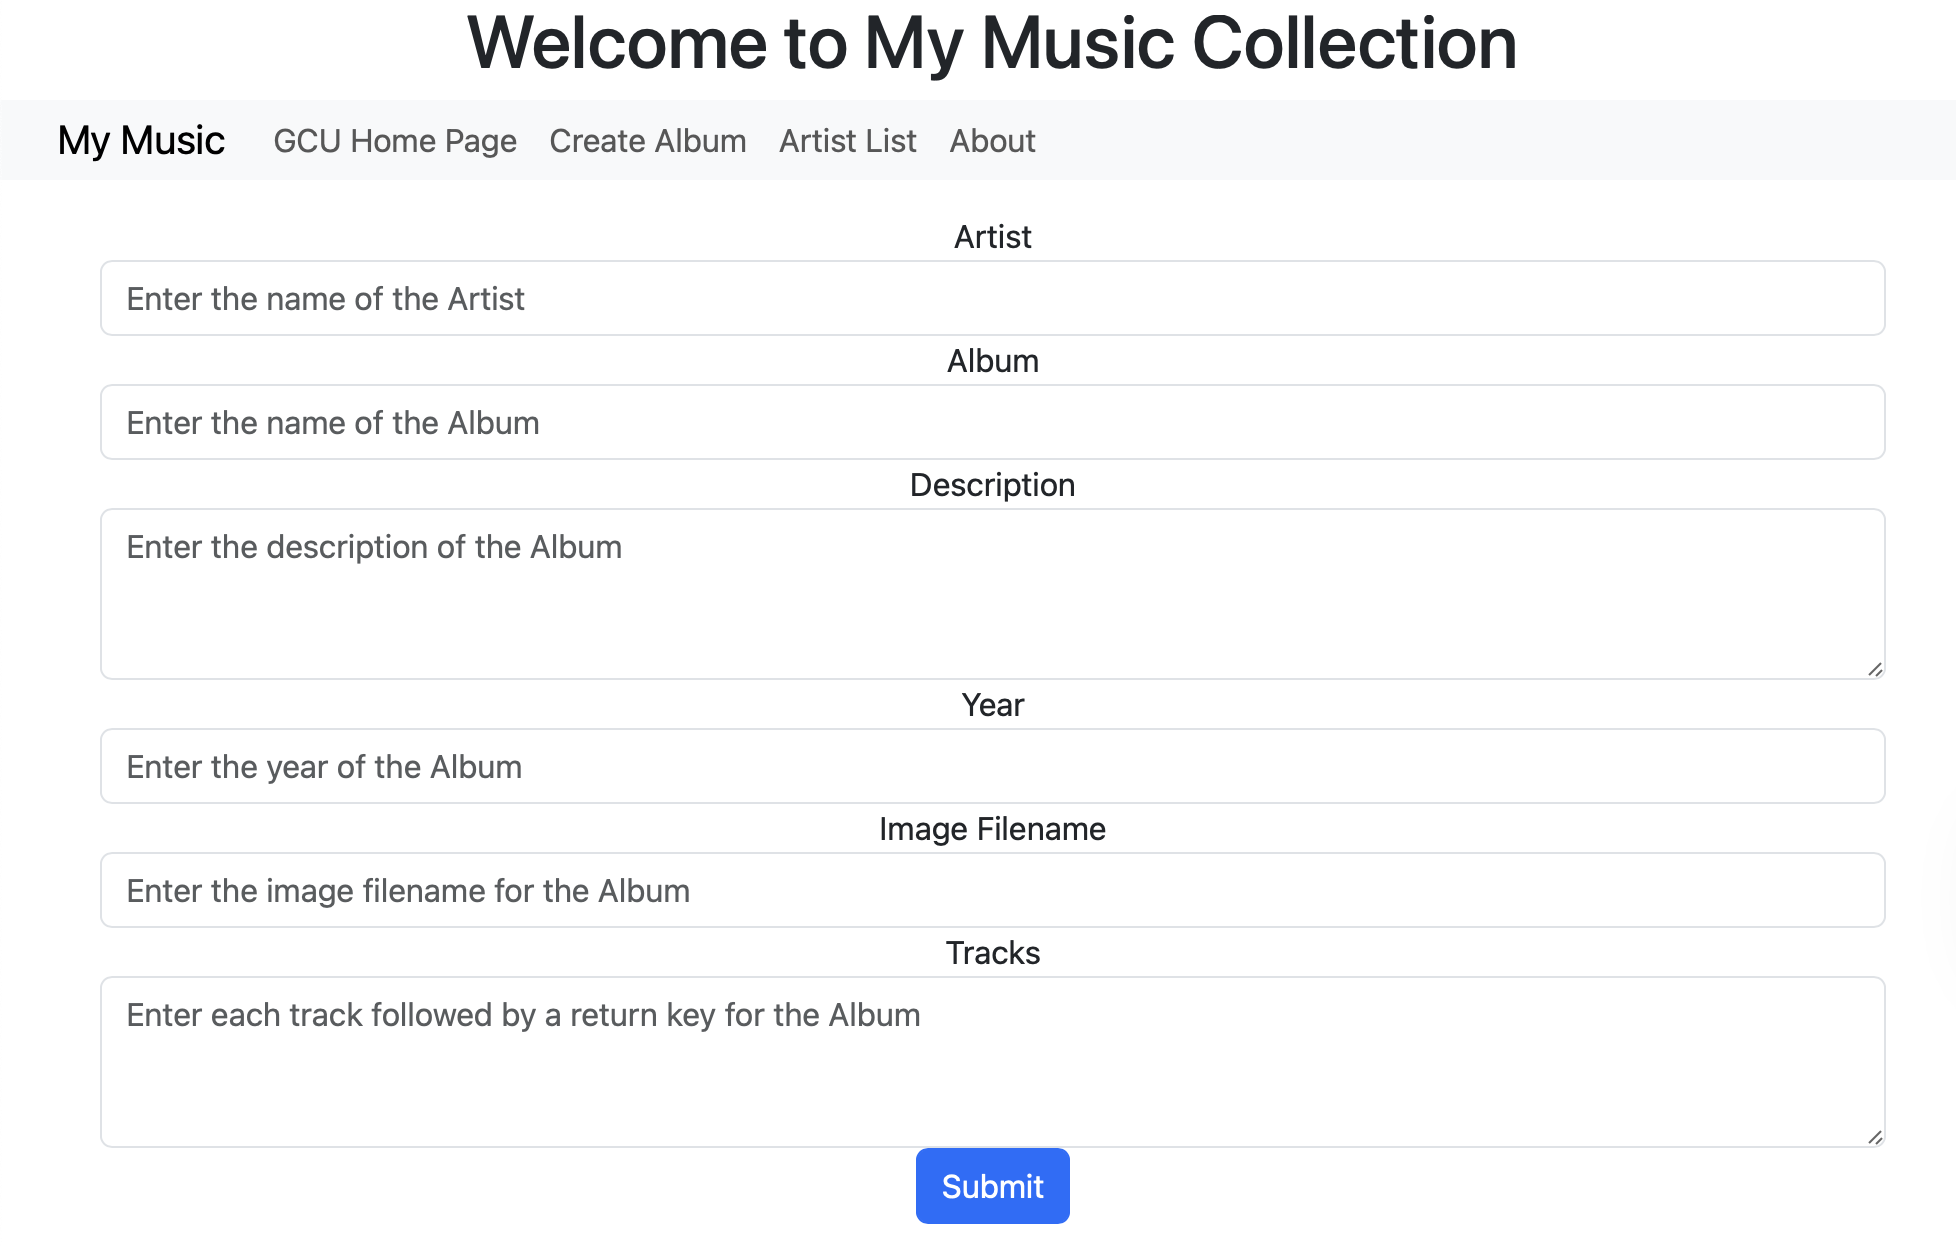 Welcome to My Music Collection
My Music GCU Home Page Create Album Artist List About
Artist
Enter the name of the Artist
Album
Enter the name of the Album
Description
Enter the description of the Album
Year
Enter the year of the Album
Image Filename
Enter the image filename for the Album
Tracks
Enter each track followed by a return key for the Album
Submit